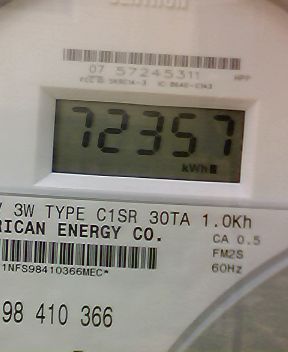 07 57245311
72357
kWh
V 3W TYPE C1SR 30TA 1.0Kh
RICAN ENERGY CO.
CA 0.5
FM2S
60Hz
1NFS98410366MEC*
98 410 366